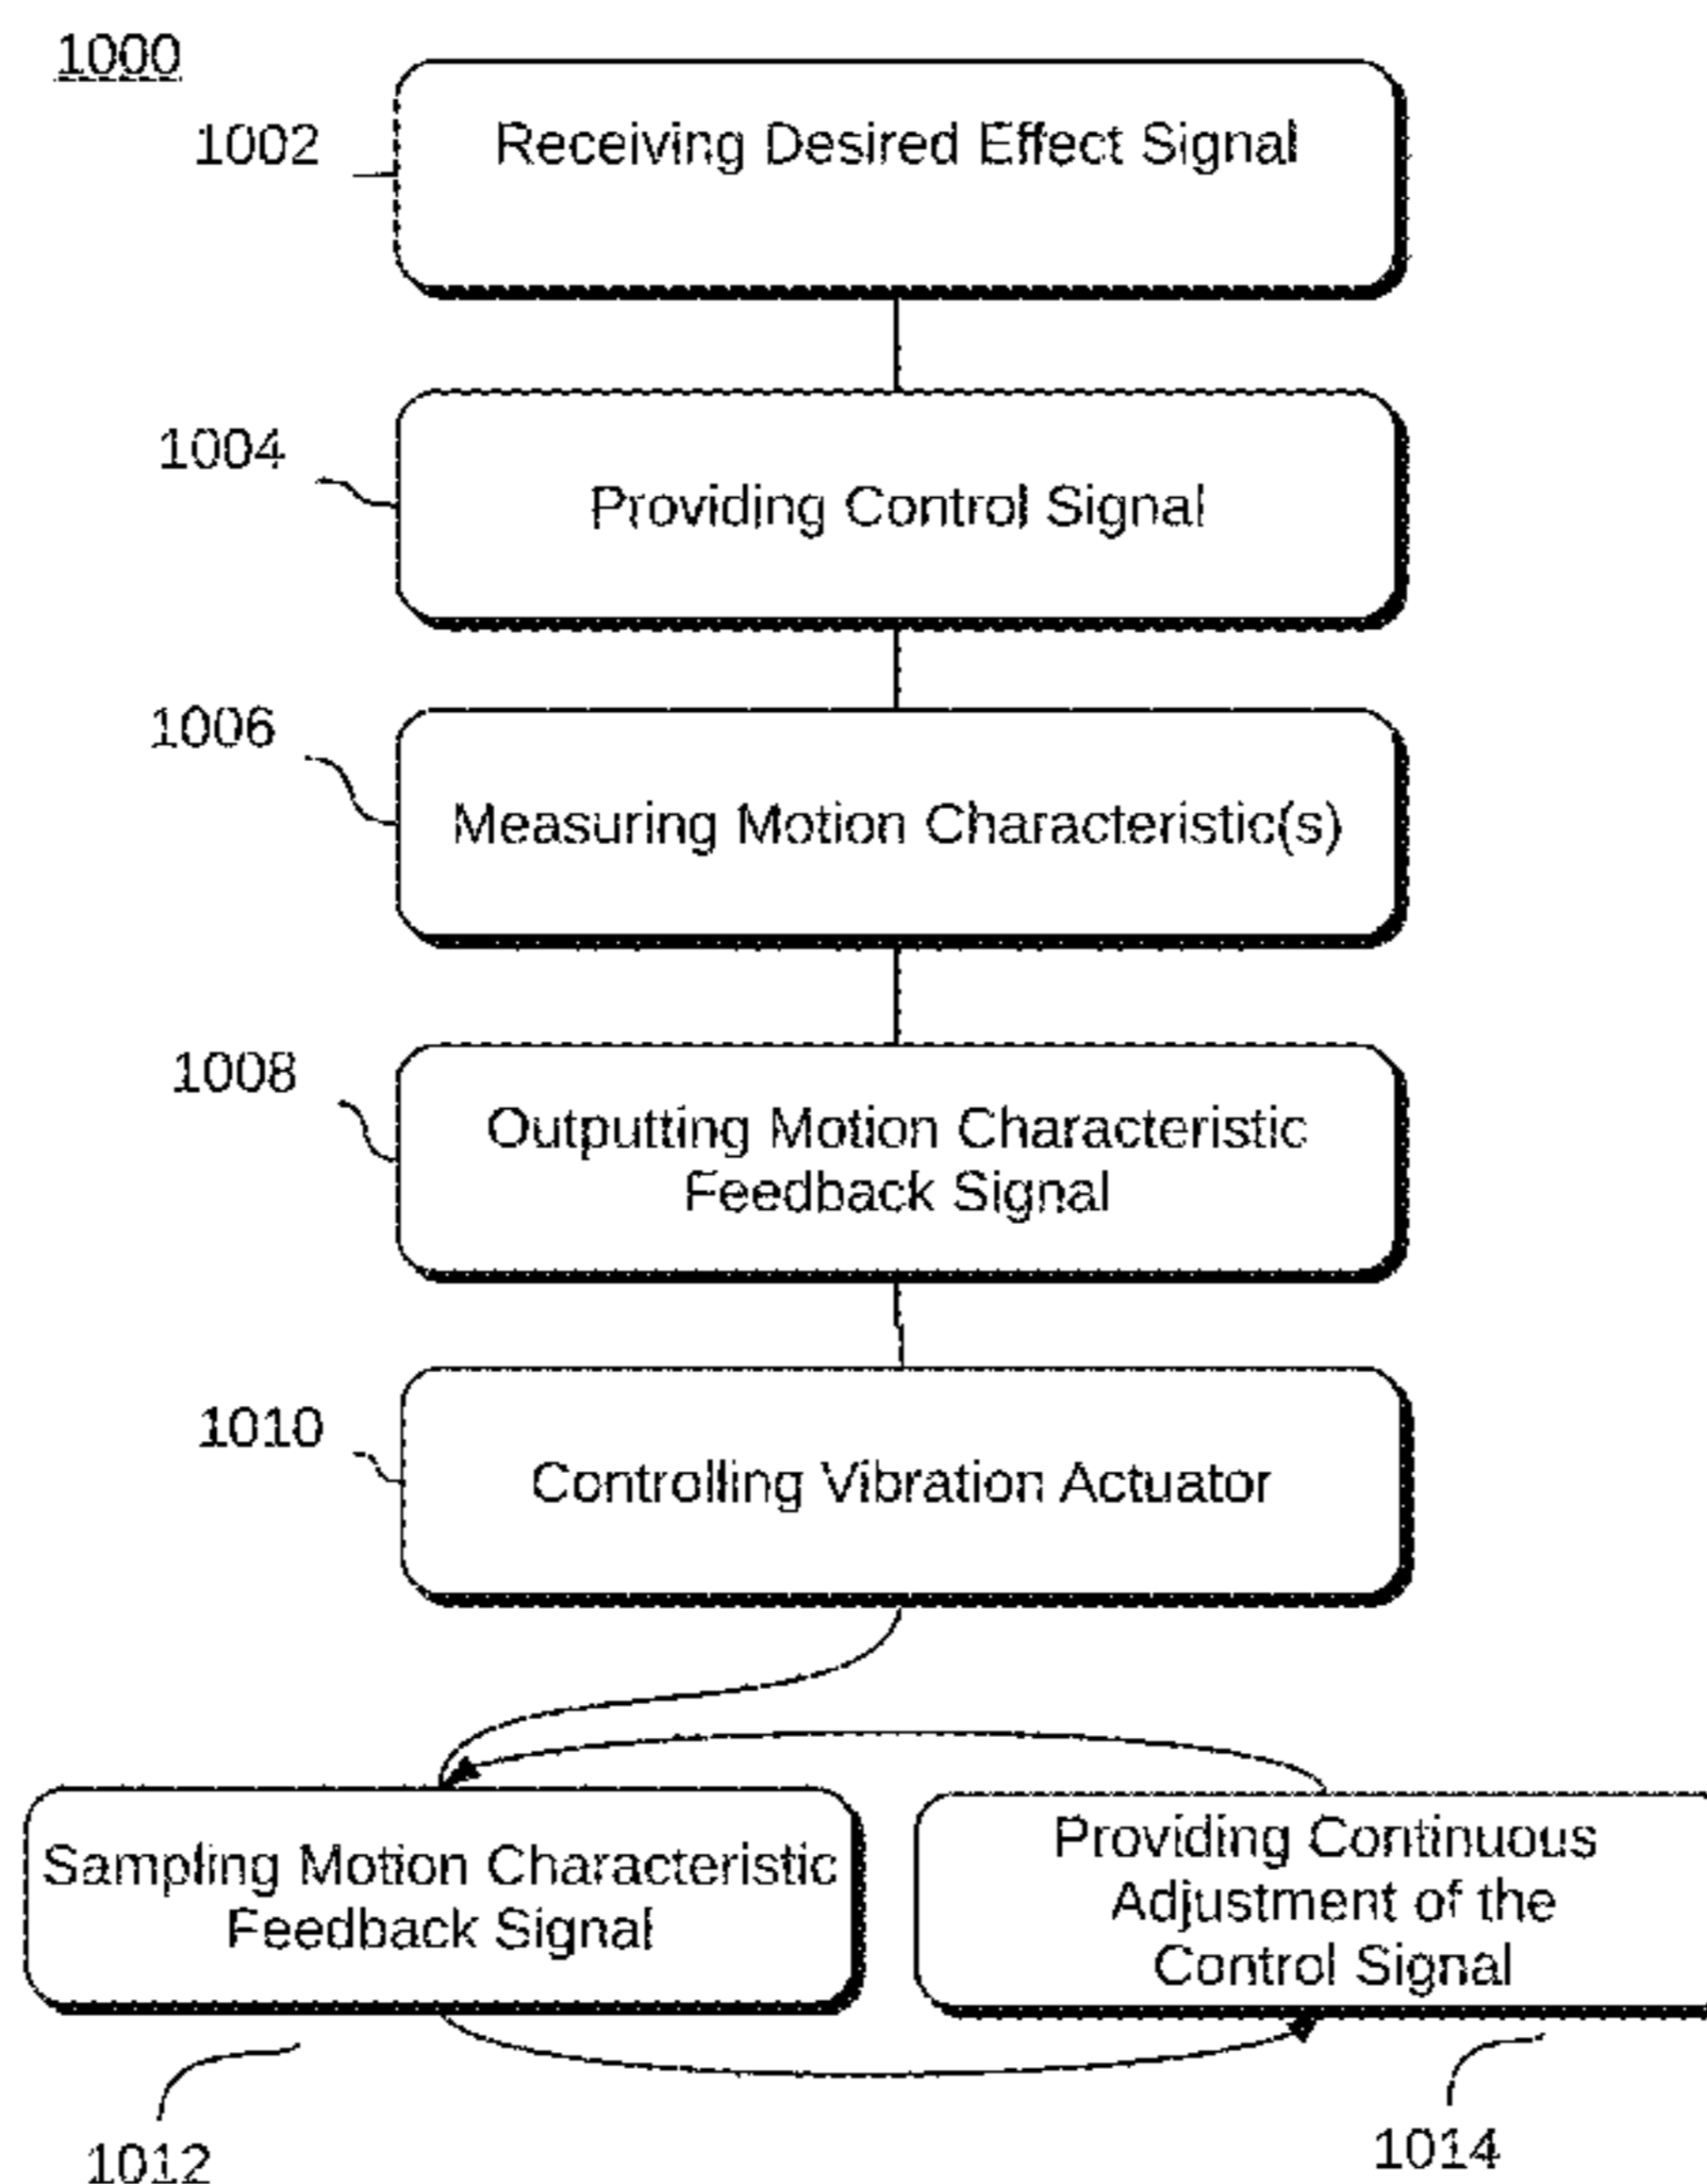 1000
1002
Receiving Desired Effect Signal
1004
Providing Control Signal
1006
Measuring Motion Characteristic(s)
1008
Outputting Motion Characteristic
Feedback Signal
1010
Controlling Vibration Actuator
Sampling Motion Characteristic
Feedback Signal
Providing Continuous
Adjustment of the
Control Signal
1012
1014